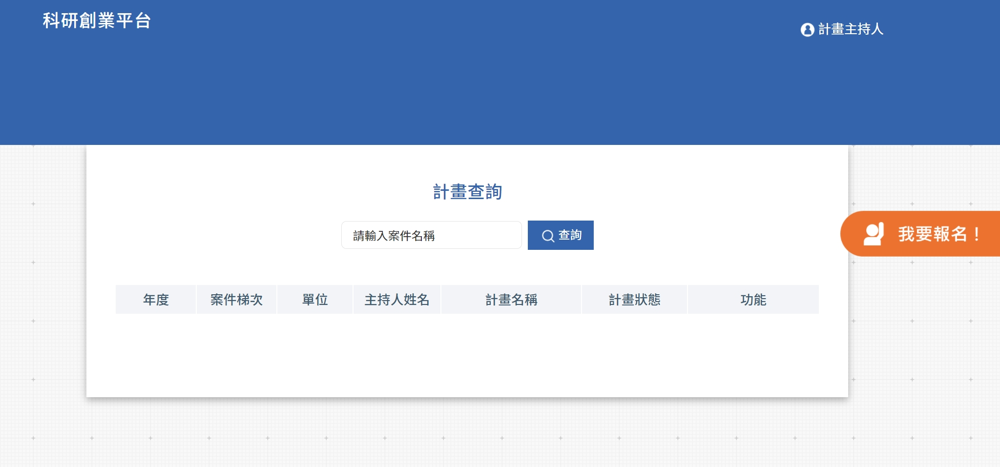 科研創業平台
計畫主持人
計畫查詢
請輸入案件名稱
查詢
我要報名！
年度 案件梯次 單位 主持人姓名 計畫名稱 計畫狀態 功能